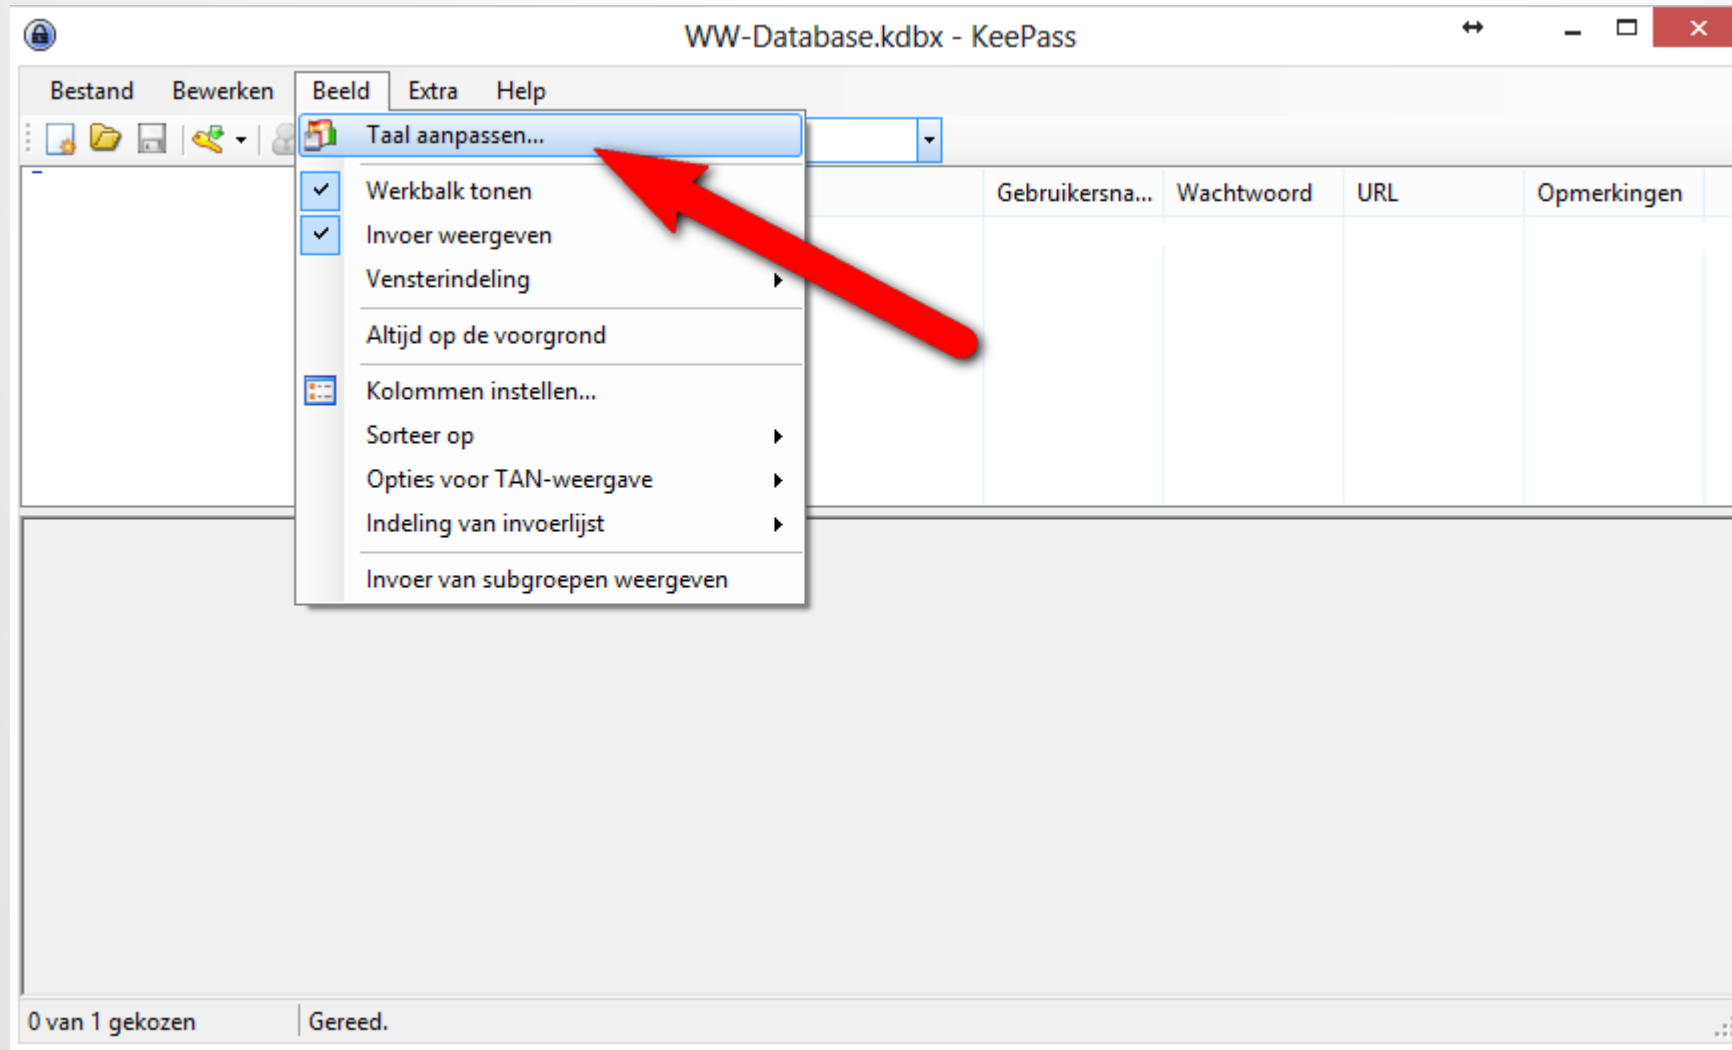 WW-Database.kdbx - KeePass
Bestand Bewerken Beeld Extra Help
Taal aanpassen...
Werkbalk tonen
Invoer weergeven
Vensterindeling
Altijd op de voorgrond
Kolommen instellen...
Sorteer op
Opties voor TAN-weergave
Indeling van invoerlijst
Invoer van subgroepen weergeven
Gebruikersna... Wachtwoord URL Opmerkingen
0 van 1 gekozen Gereed.